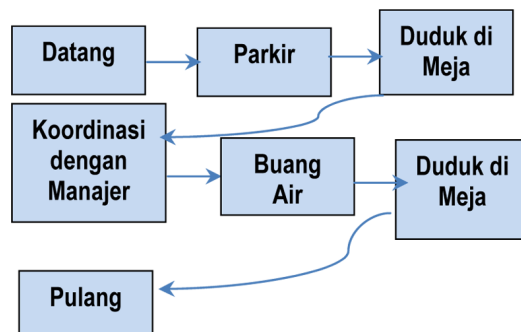 Datang
Parkir
Duduk di
Meja
Koordinasi
dengan
Manajer
Buang
Air
Duduk di
Meja
Pulang